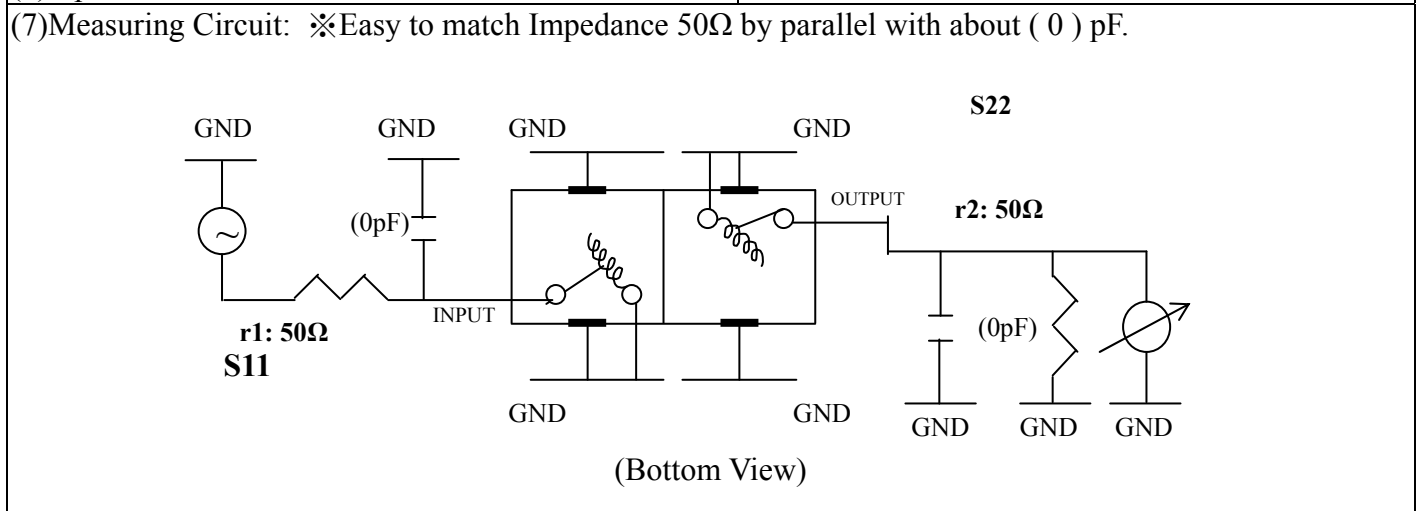 (7)Measuring Circuit: ※Easy to match Impedance 50Ω by parallel with about ( 0 ) pF.
S22
GND GND GND GND
(0pF)
OUTPUT
r2: 50Ω
~
INPUT
(0pF)
r1: 50Ω
S11
GND GND
GND GND GND
(Bottom View)